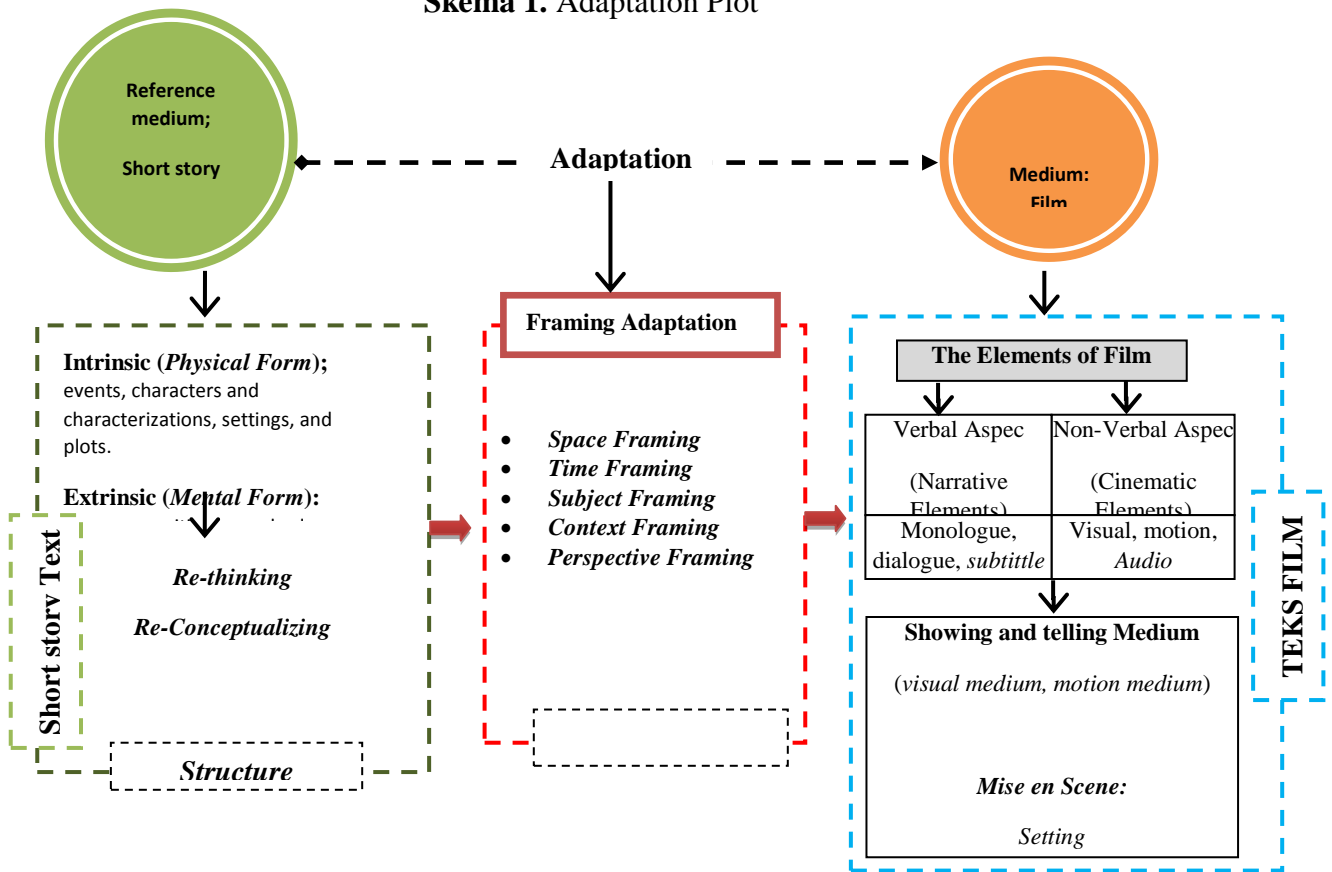 Skema 1. Adaptation Plot
Reference
medium;
Short story
Adaptation
Medium:
Film
Intrinsic (Physical Form);
events, characters and
characterizations, settings, and
plots.
Extrinsic (Mental Form):
Re-thinking
Re-Conceptualizing
Short story Text
Structure
Framing Adaptation
• Space Framing
• Time Framing
• Subject Framing
• Context Framing
• Perspective Framing
The Elements of Film
Verbal Aspec
(Narrative
Elements)
Non-Verbal Aspec
(Cinematic
Elements)
Monologue,
dialogue, subtittle
Visual, motion,
Audio
Showing and telling Medium
(visual medium, motion medium)
Mise en Scene:
Setting
TEKS FILM